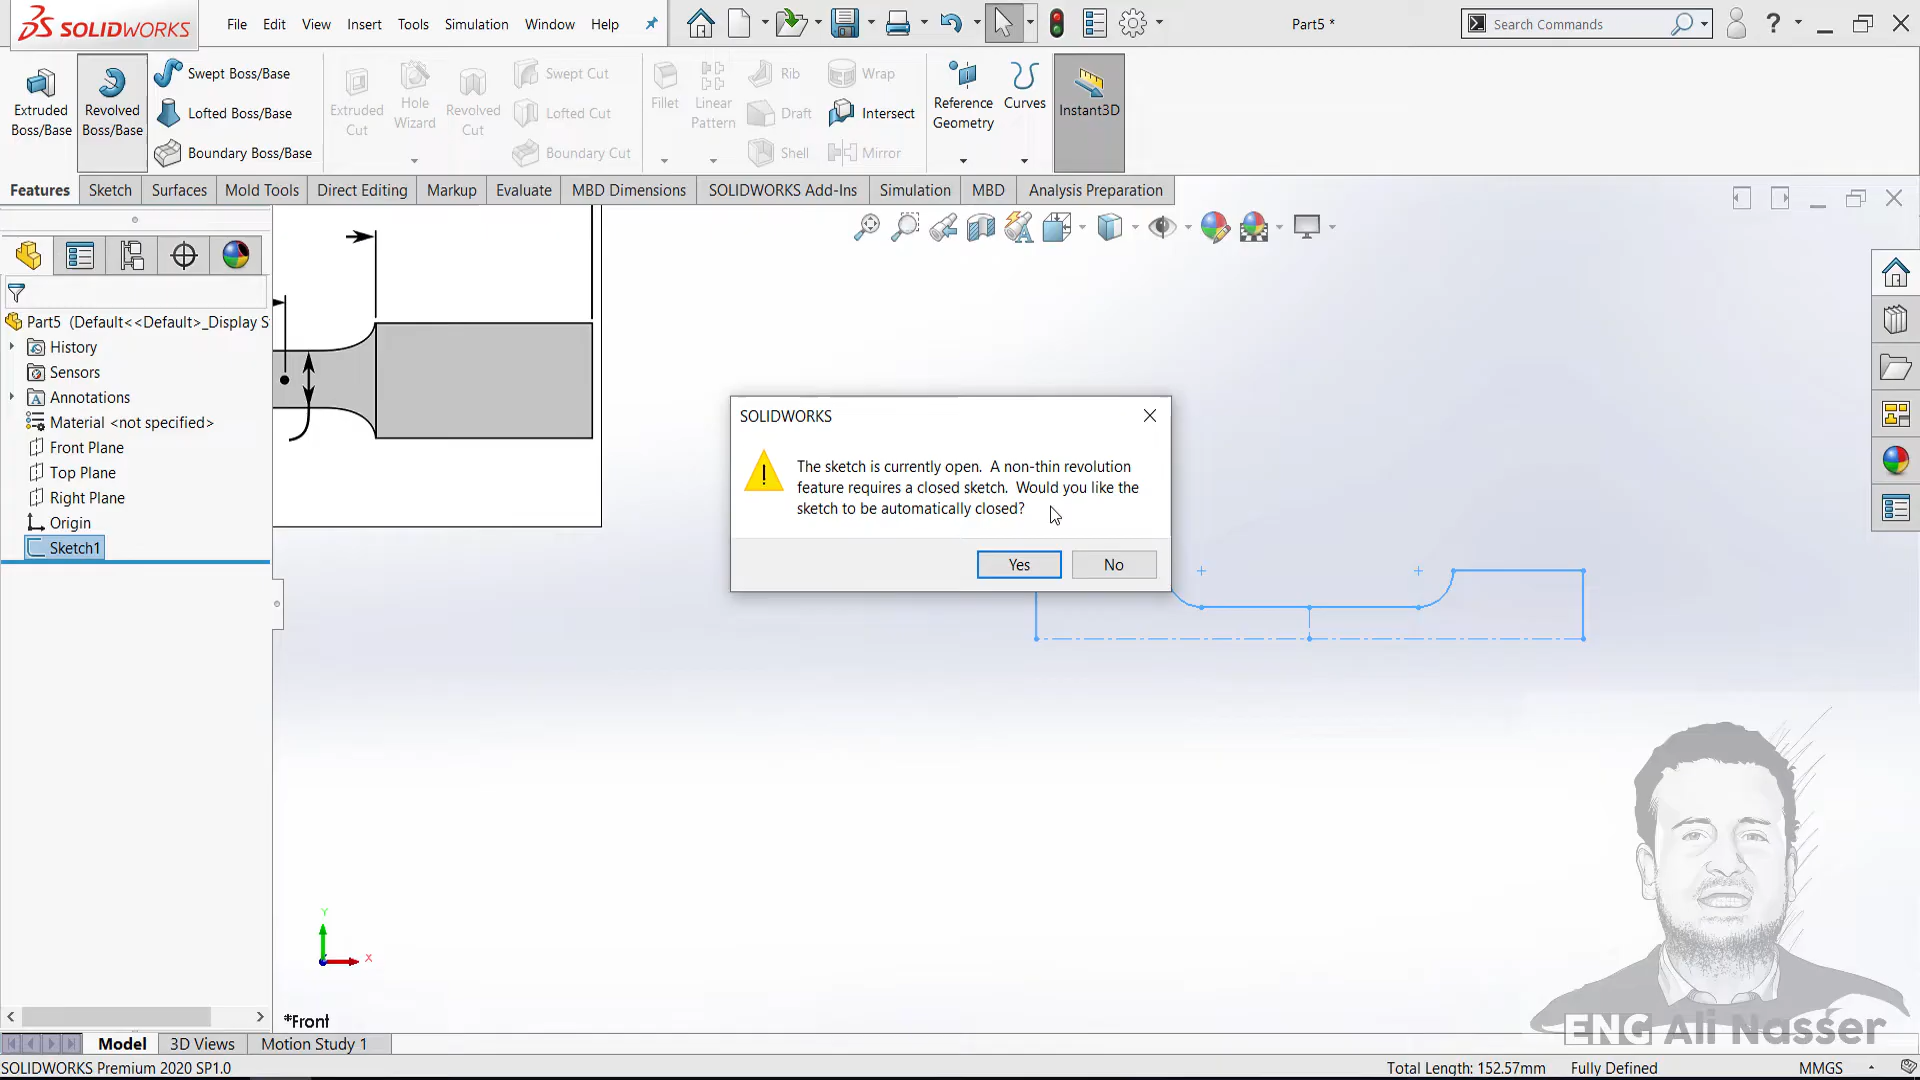 SOLIDWORKS
File Edit View Insert Tools Simulation Window Help
Part5 *
Search Commands
Extruded Boss/Base
Revolved Boss/Base
Swept Boss/Base
Lofted Boss/Base
Boundary Boss/Base
Extruded Cut
Hole Wizard
Revolved Cut
Swept Cut
Lofted Cut
Boundary Cut
Fillet
Linear Pattern
Rib
Draft
Shell
Wrap
Intersect
Mirror
Reference Geometry
Curves
Instant3D
Features Sketch Surfaces Mold Tools Direct Editing Markup Evaluate MBD Dimensions SOLIDWORKS Add-Ins Simulation MBD Analysis Preparation
Part5 (Default<<Default>_Display S
History
Sensors
Annotations
Material <not specified>
Front Plane
Top Plane
Right Plane
Origin
Sketch1
SOLIDWORKS
The sketch is currently open. A non-thin revolution
feature requires a closed sketch. Would you like the
sketch to be automatically closed?
Yes No
Y
X
*Front
ENG Ali Nasser
Model 3D Views Motion Study 1
SOLIDWORKS Premium 2020 SP1.0
Total Length: 152.57mm Fully Defined MMGS